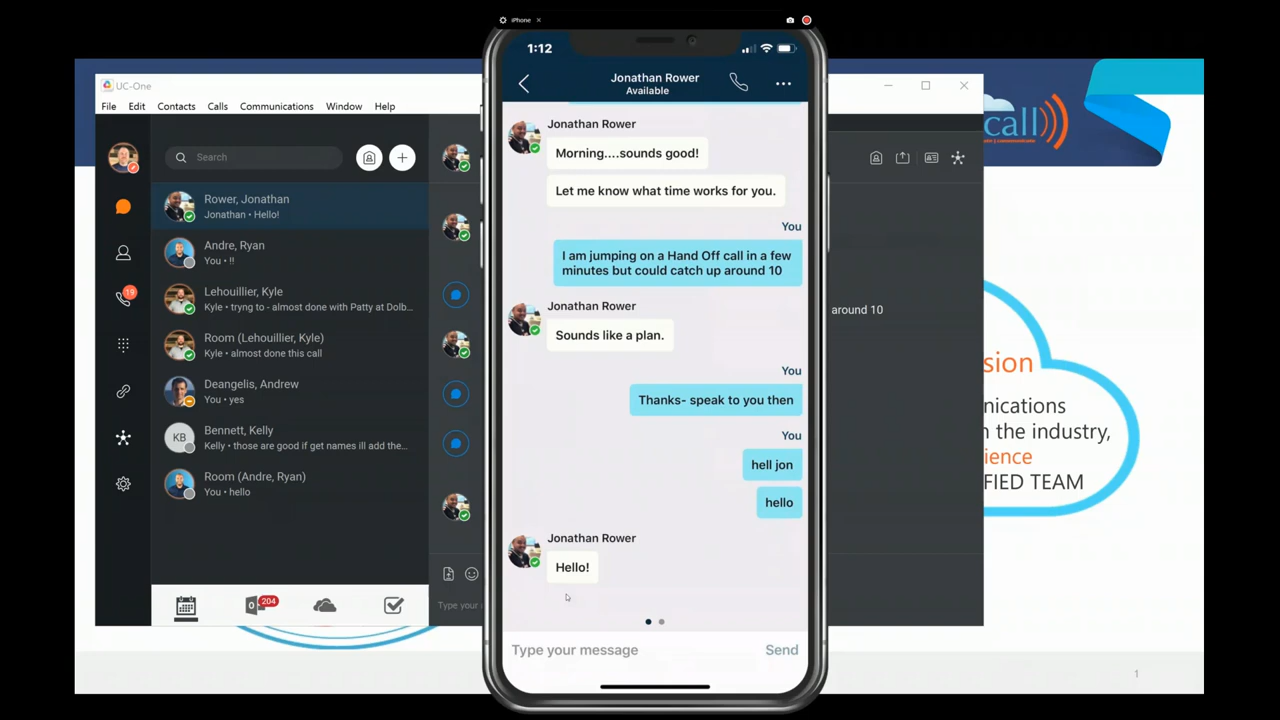 iPhone
UC-One
File Edit Contacts Calls Communications Window Help
Search
Rower, Jonathan
Jonathan • Hello!
Andre, Ryan
You • !!
Lehouillier, Kyle
Kyle • tryng to - almost done with Patty at Dolb...
Room (Lehouillier, Kyle)
Kyle • almost done this call
Deangelis, Andrew
You • yes
KB
Bennett, Kelly
Kelly • those are good if get names ill add the...
Room (Andre, Ryan)
You • hello
19
204
Type your
1:12
Jonathan Rower
Available
Jonathan Rower
Morning....sounds good!
Let me know what time works for you.
You
I am jumping on a Hand Off call in a few
minutes but could catch up around 10
Jonathan Rower
Sounds like a plan.
You
Thanks- speak to you then
You
hell jon
hello
Jonathan Rower
Hello!
Type your message
Send
around 10
call
sion
nications
n the industry,
ience
FIED TEAM
1